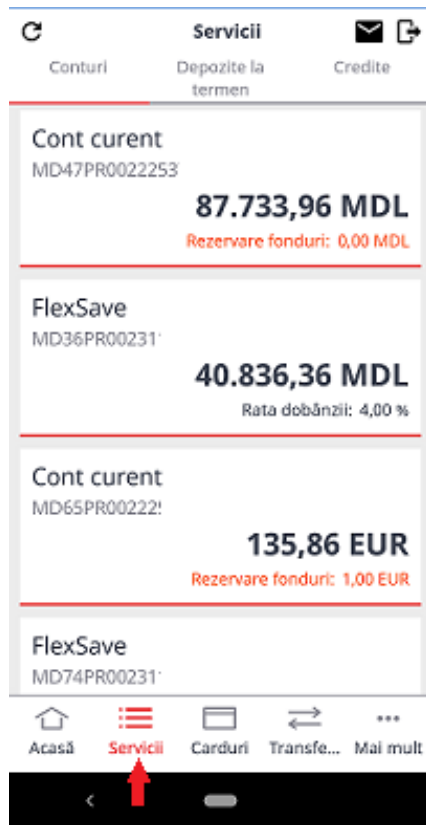 Servicii
Conturi
Depozite la
termen
Credite
Cont curent
MD47PR0022253
87.733,96 MDL
Rezervare fonduri: 0,00 MDL
FlexSave
MD36PR00231
40.836,36 MDL
Rata dobânzii: 4,00 %
Cont curent
MD65PR00222
135,86 EUR
Rezervare fonduri: 1,00 EUR
FlexSave
MD74PR00231
Acasă Servicii Carduri Transfe... Mai mult